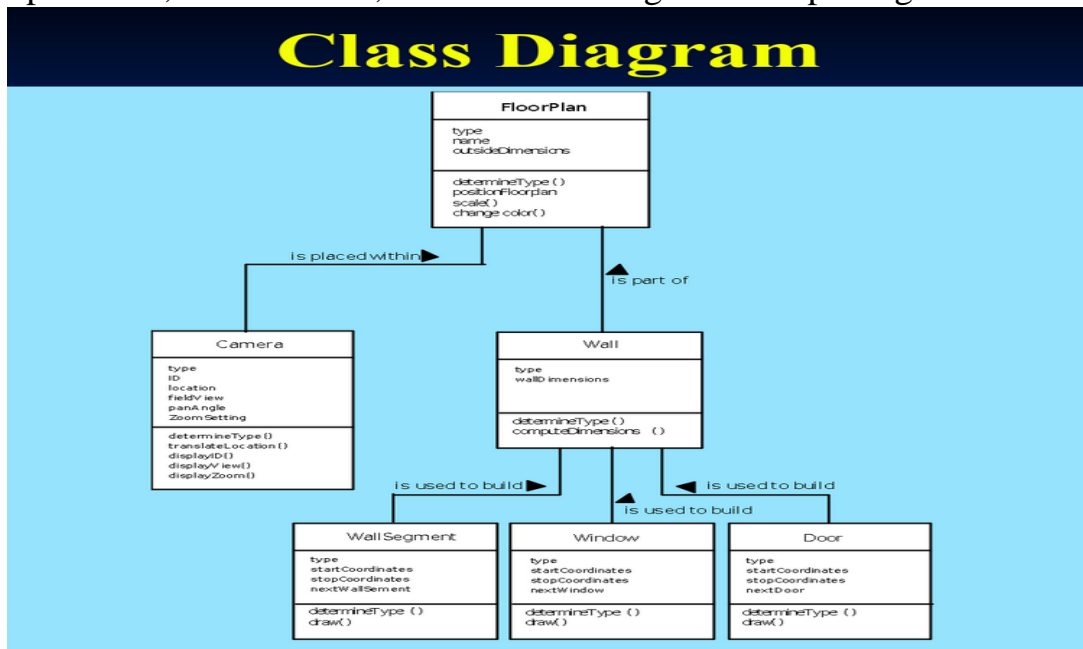 Class Diagram
FloorPlan
type
name
outsideDimensions
determineType ( )
positionFloorplan
scale( )
change color( )
is placed within
is part of
Camera
type
ID
location
fieldView
panAngle
ZoomSetting
determineType()
translateLocation()
displayID()
displayView()
displayZoom()
Wall
type
wallDimensions
determineType ( )
computeDimensions ( )
is used to build
is used to build
is used to build
WallSegment
type
startCoordinates
stopCoordinates
nextWallSement
determineType ( )
draw( )
Window
type
startCoordinates
stopCoordinates
nextWindow
determineType ( )
draw( )
Door
type
startCoordinates
stopCoordinates
nextDoor
determineType ( )
draw( )